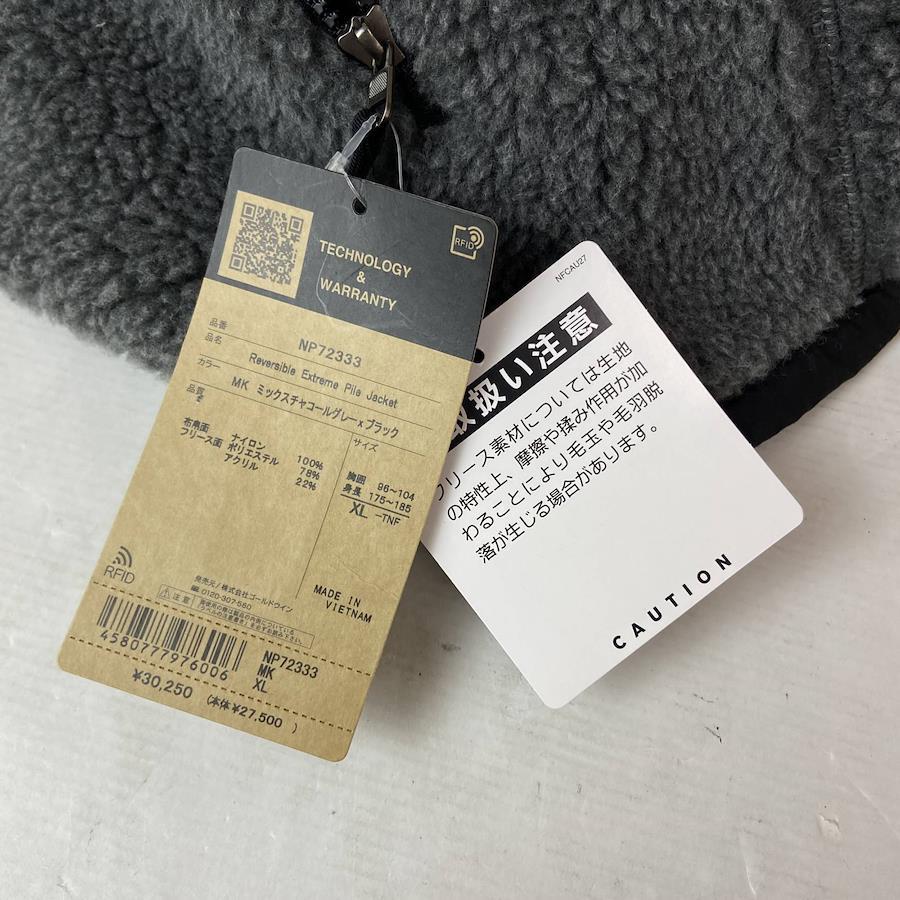 TECHNOLOGY
&
WARRANTY
RFID
品番 NP72333
品名 Reversible Extreme Pile Jacket
カラー MK ミックスチャコールグレーxブラック
品質
サイズ
布帛面 ナイロン 100%
フリース面 ポリエステル 78%
アクリル 22%
胸囲 96~104
身長 175~185
XL -TNF
RFID
発売元/株式会社ゴールドウイン
0120-307-560
MADE IN
VIETNAM
注意
4580777976006
NP72333
MK
XL
¥30,250 (本体 ¥27,500 )
NFCAU27
取扱い注意
フリース素材については生地
の特性上、摩擦や揉み作用が加
わることにより毛玉や毛羽脱
落が生じる場合があります。
CAUTION